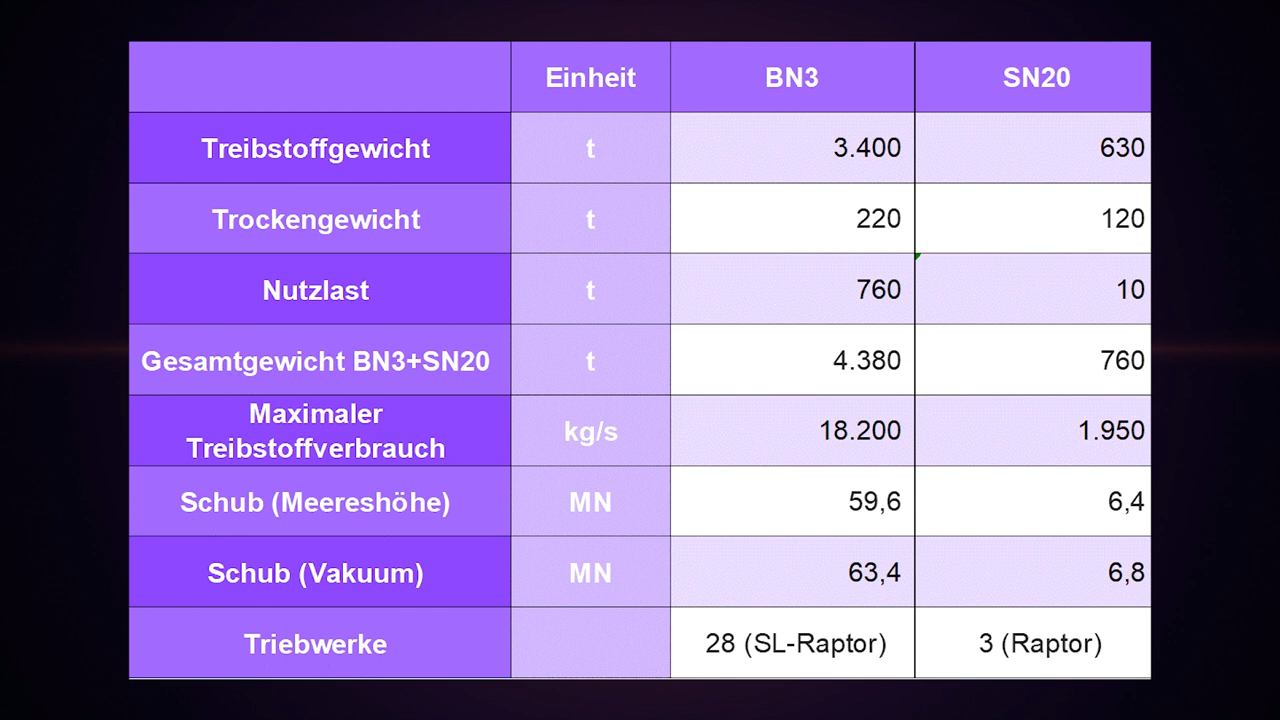 Einheit BN3 SN20
Treibstoffgewicht t 3.400 630
Trockengewicht t 220 120
Nutzlast t 760 10
Gesamtgewicht BN3+SN20 t 4.380 760
Maximaler
Treibstoffverbrauch kg/s 18.200 1.950
Schub (Meereshöhe) MN 59,6 6,4
Schub (Vakuum) MN 63,4 6,8
Triebwerke 28 (SL-Raptor) 3 (Raptor)